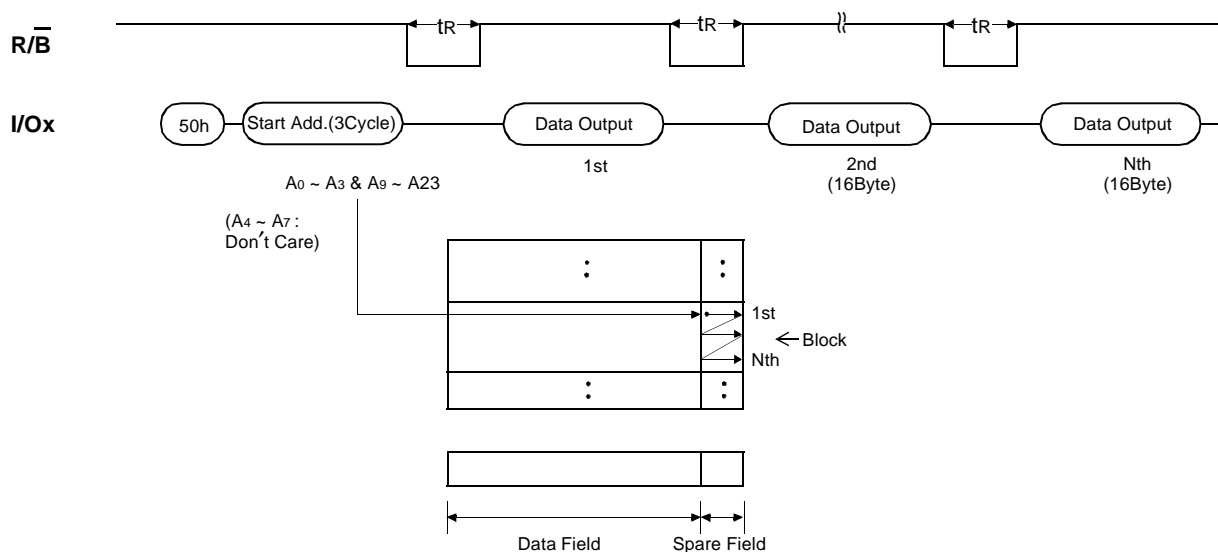 R/B
tR
tR
tR
I/Ox
50h
Start Add.(3Cycle)
Data Output
Data Output
Data Output
1st
2nd
(16Byte)
Nth
(16Byte)
A0 ~ A3 & A9 ~ A23
(A4 ~ A7 :
Don't Care)
1st
Block
Nth
Data Field
Spare Field